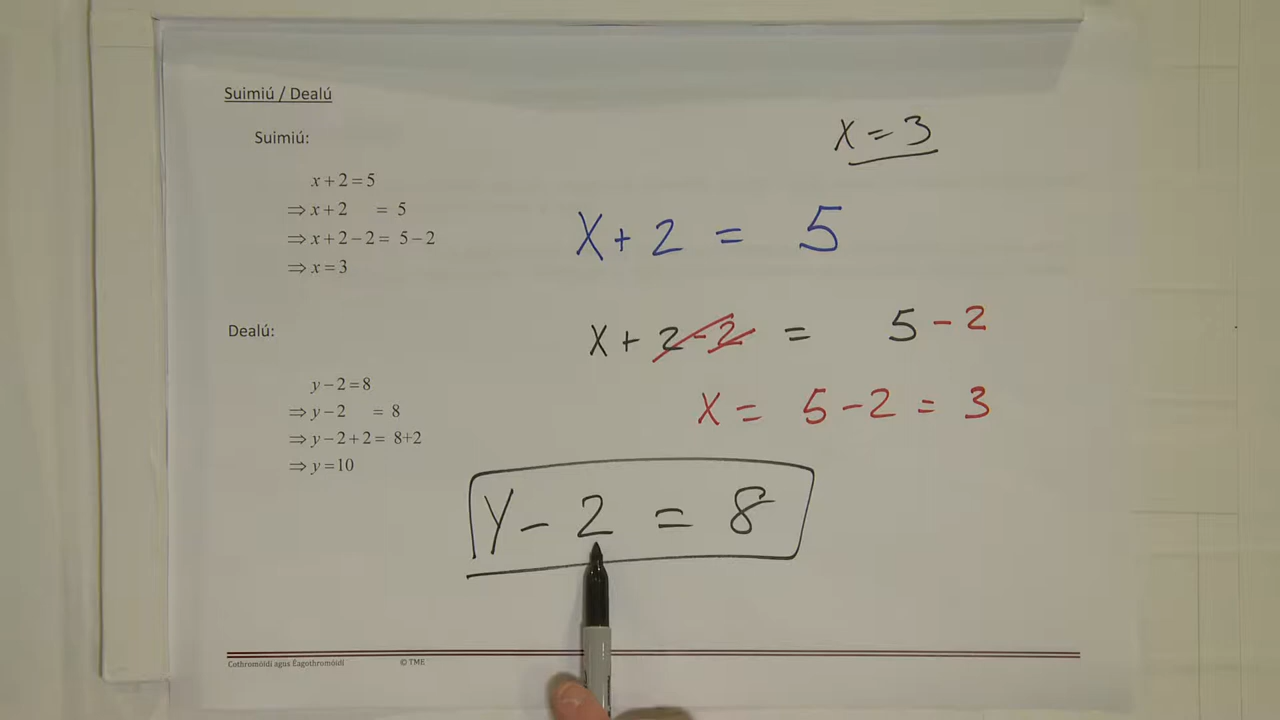 Suimiú / Dealú
Suimiú:
x + 2 = 5
⇒ x + 2 = 5
⇒ x + 2 − 2 = 5 − 2
⇒ x = 3
Dealú:
y − 2 = 8
⇒ y − 2 = 8
⇒ y − 2 + 2 = 8+2
⇒ y = 10
x = 3
x + 2 = 5
x + 2 - 2 = 5 - 2
x = 5 - 2 = 3
y - 2 = 8
Cothromóidí agus Éagothromóidí © TME